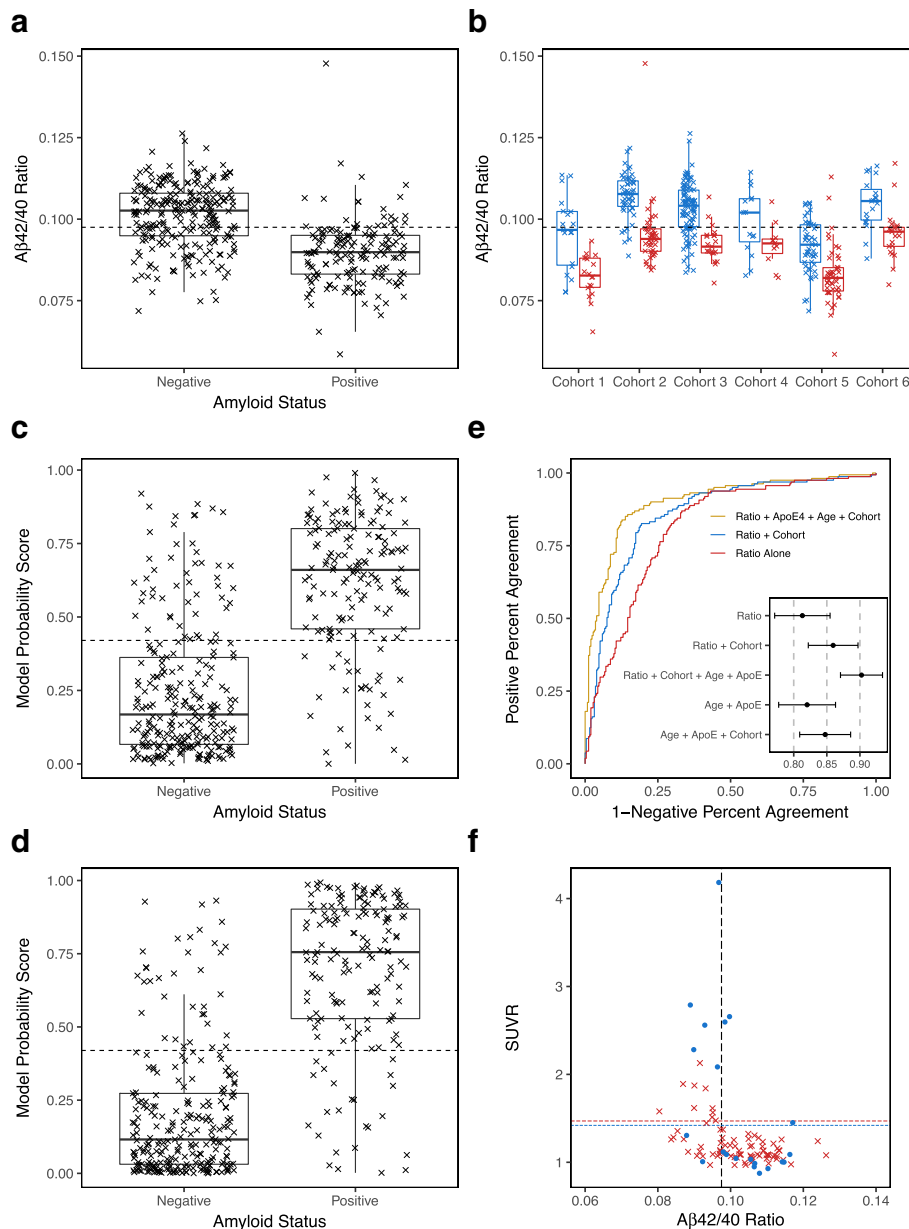 a
0.150
0.125
0.100
0.075
Aβ42/40 Ratio
Negative
Positive
Amyloid Status
b
0.150
0.125
0.100
0.075
Aβ42/40 Ratio
Cohort 1
Cohort 2
Cohort 3
Cohort 4
Cohort 5
Cohort 6
c
1.00
0.75
0.50
0.25
0.00
Model Probability Score
Negative
Positive
Amyloid Status
e
1.00
0.75
0.50
0.25
0.00
Positive Percent Agreement
Ratio + ApoE4 + Age + Cohort
Ratio + Cohort
Ratio Alone
Ratio
Ratio + Cohort
Ratio + Cohort + Age + ApoE
Age + ApoE
Age + ApoE + Cohort
0.80 0.85 0.90
0.00 0.25 0.50 0.75 1.00
1−Negative Percent Agreement
d
1.00
0.75
0.50
0.25
0.00
Model Probability Score
Negative
Positive
Amyloid Status
f
4
3
2
1
SUVR
0.06 0.08 0.10 0.12 0.14
Aβ42/40 Ratio